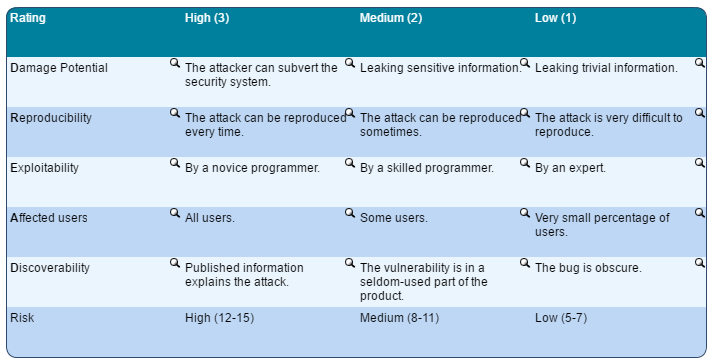 Rating High (3) Medium (2) Low (1)
Damage Potential The attacker can subvert the Leaking sensitive information. Leaking trivial information.
security system.
Reproducibility The attack can be reproduced The attack can be reproduced The attack is very difficult to
every time. sometimes. reproduce.
Exploitability By a novice programmer. By a skilled programmer. By an expert.
Affected users All users. Some users. Very small percentage of
users.
Discoverability Published information The vulnerability is in a The bug is obscure.
explains the attack. seldom-used part of the
product.
Risk High (12-15) Medium (8-11) Low (5-7)